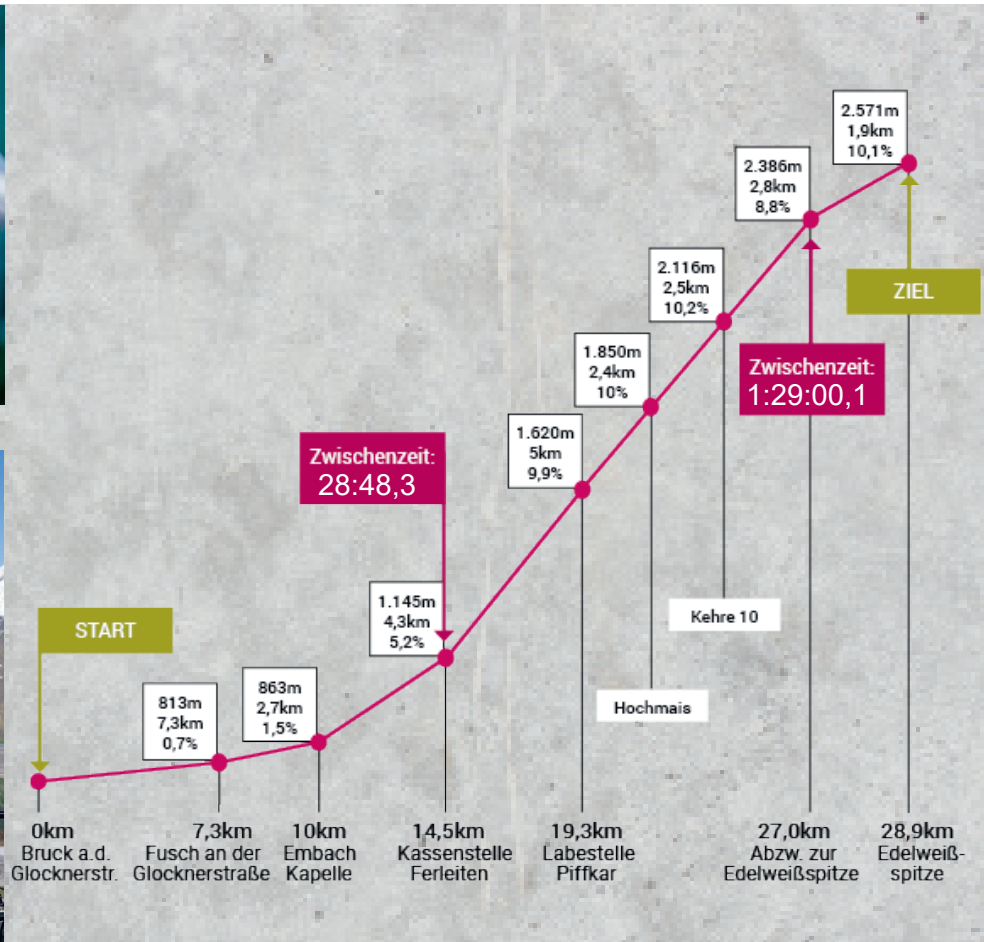 START
813m
7,3km
0,7%
863m
2,7km
1,5%
1.145m
4,3km
5,2%
Zwischenzeit:
28:48,3
1.620m
5km
9,9%
1.850m
2,4km
10%
2.116m
2,5km
10,2%
2.386m
2,8km
8,8%
2.571m
1,9km
10,1%
ZIEL
Zwischenzeit:
1:29:00,1
Kehre 10
Hochmais
0km
Bruck a.d.
Glocknerstr.
7,3km
Fusch an der
Glocknerstraße
10km
Embach
Kapelle
14,5km
Kassenstelle
Ferleiten
19,3km
Labestelle
Piffkar
27,0km
Abzw. zur
Edelweißspitze
28,9km
Edelweiß-
spitze